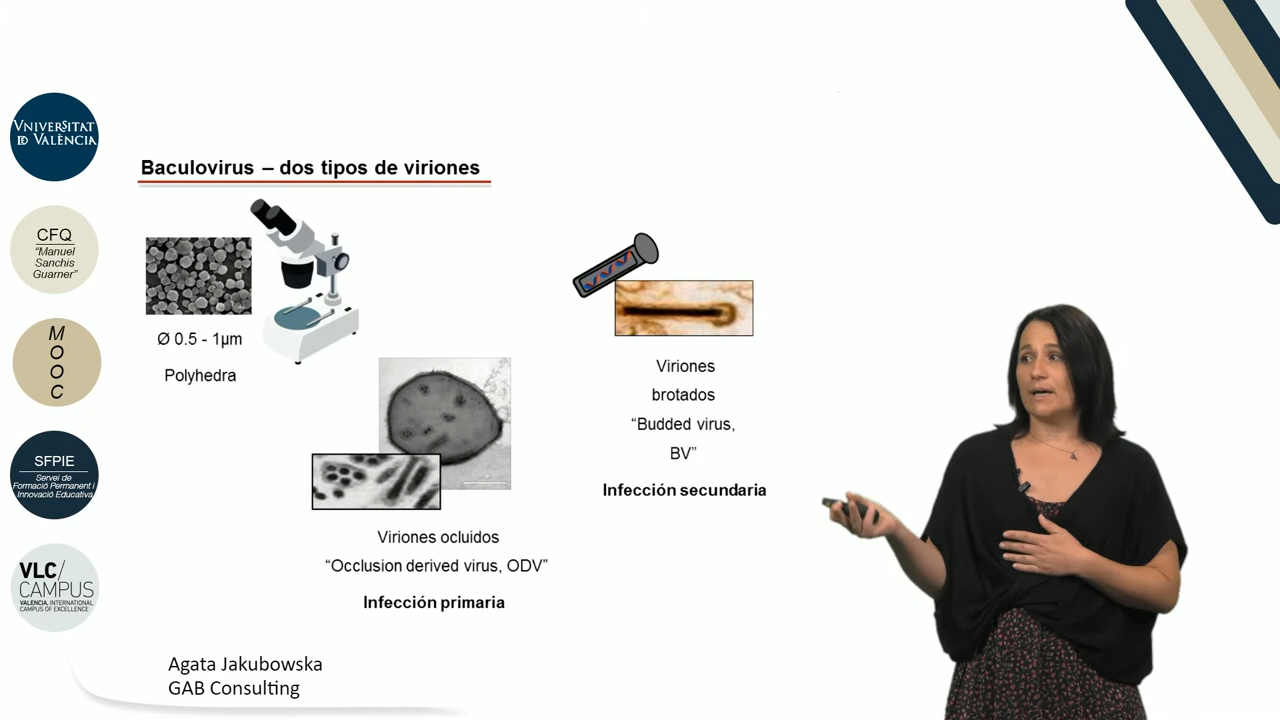 VNIVERSITAT
ID VALÈNCIA
CFQ
“Manuel
Sanchis
Guarner”
M
O
O
C
SFPIE
Servei de
Formació Permanent i
Innovació Educativa
VLC/
CAMPUS
VALENCIA, INTERNATIONAL
CAMPUS OF EXCELLENCE
Baculovirus – dos tipos de viriones
Ø 0.5 - 1µm
Polyhedra
Viriones ocluidos
“Occlusion derived virus, ODV”
Infección primaria
Viriones
brotados
“Budded virus,
BV”
Infección secundaria
Agata Jakubowska
GAB Consulting